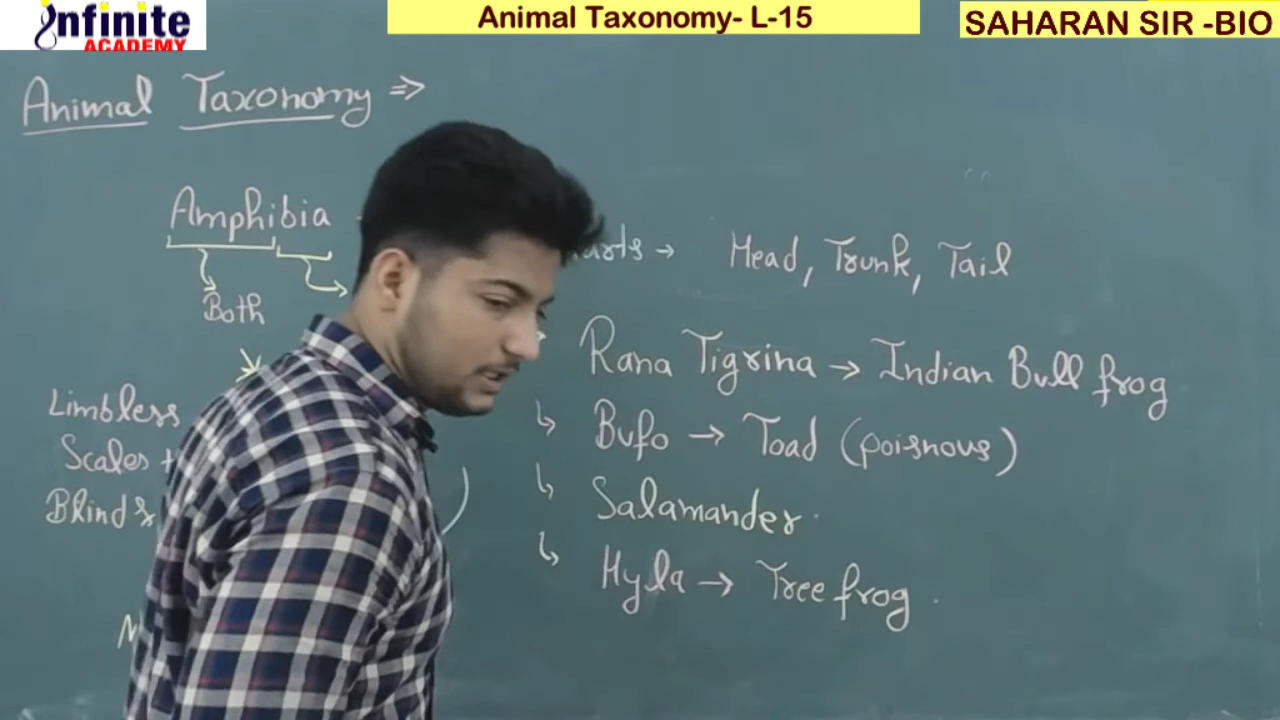 infinite ACADEMY
Animal Taxonomy- L-15
SAHARAN SIR -BIO
Animal Taxonomy ⇒
Amphibia
Both
Limbless
Scales +
Blind &
→ Head, Trunk, Tail
Rana Tigrina → Indian Bull frog
↳ Bufo → Toad (poisnous)
↳ Salamander
↳ Hyla → Tree frog.